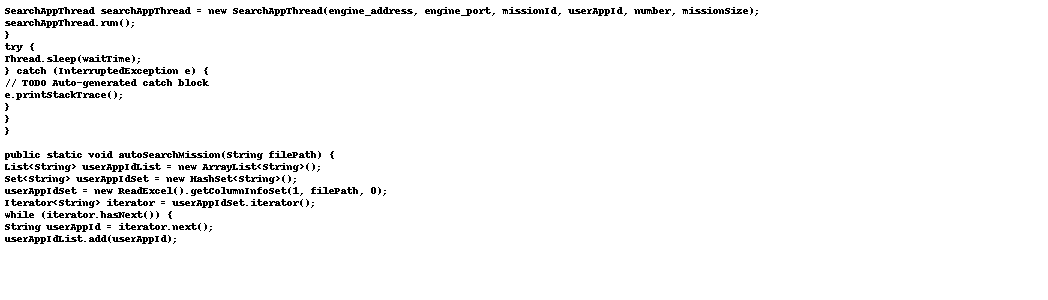 SearchAppThread searchAppThread = new SearchAppThread(engine_address, engine_port, missionId, userAppId, number, missionSize);
searchAppThread.run();
}
try {
Thread.sleep(waitTime);
} catch (InterruptedException e) {
// TODO Auto-generated catch block
e.printStackTrace();
}
}
}

public static void autoSearchMission(String filePath) {
List<String> userAppIdList = new ArrayList<String>();
Set<String> userAppIdSet = new HashSet<String>();
userAppIdSet = new ReadExcel().getColumnInfoSet(1, filePath, 0);
Iterator<String> iterator = userAppIdSet.iterator();
while (iterator.hasNext()) {
String userAppId = iterator.next();
userAppIdList.add(userAppId);